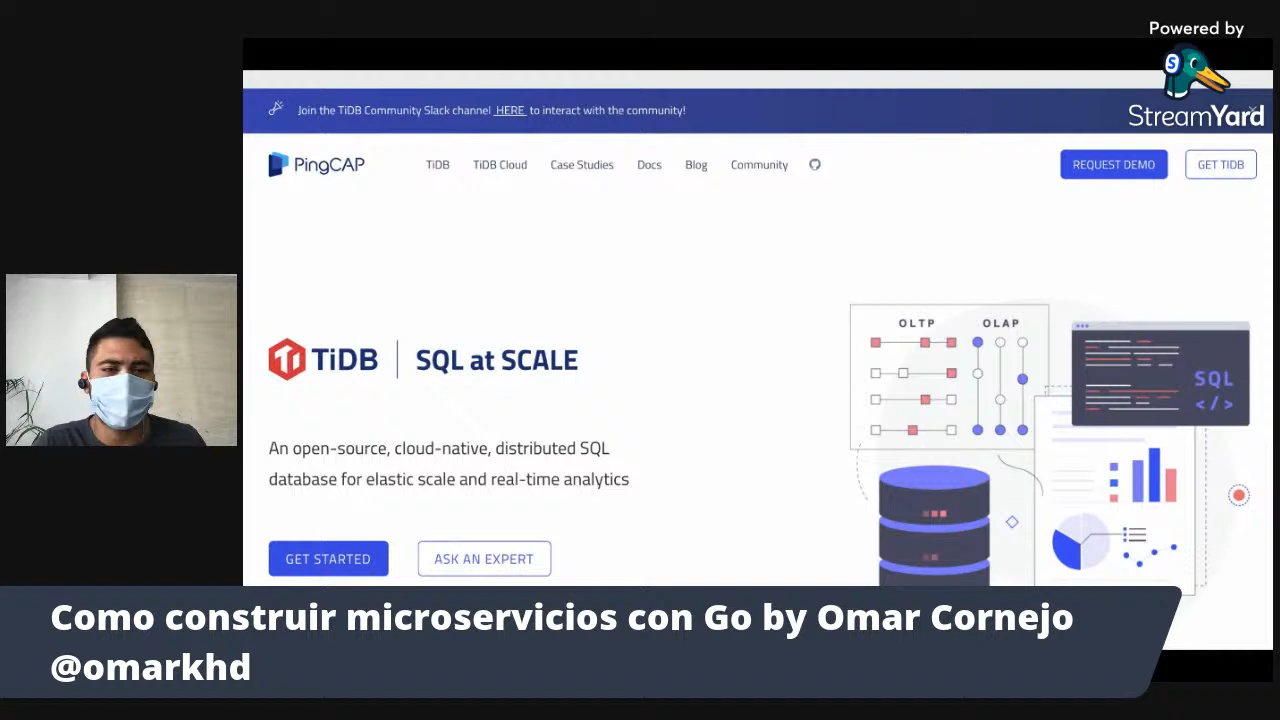 Powered by
StreamYard
Join the TiDB Community Slack channel HERE to interact with the community!
PingCAP
TiDB
TiDB Cloud
Case Studies
Docs
Blog
Community
REQUEST DEMO
GET TIDB
TiDB
SQL at SCALE
An open-source, cloud-native, distributed SQL
database for elastic scale and real-time analytics
GET STARTED
ASK AN EXPERT
OLTP
OLAP
SQL
</>
Como construir microservicios con Go by Omar Cornejo
@omarkhd